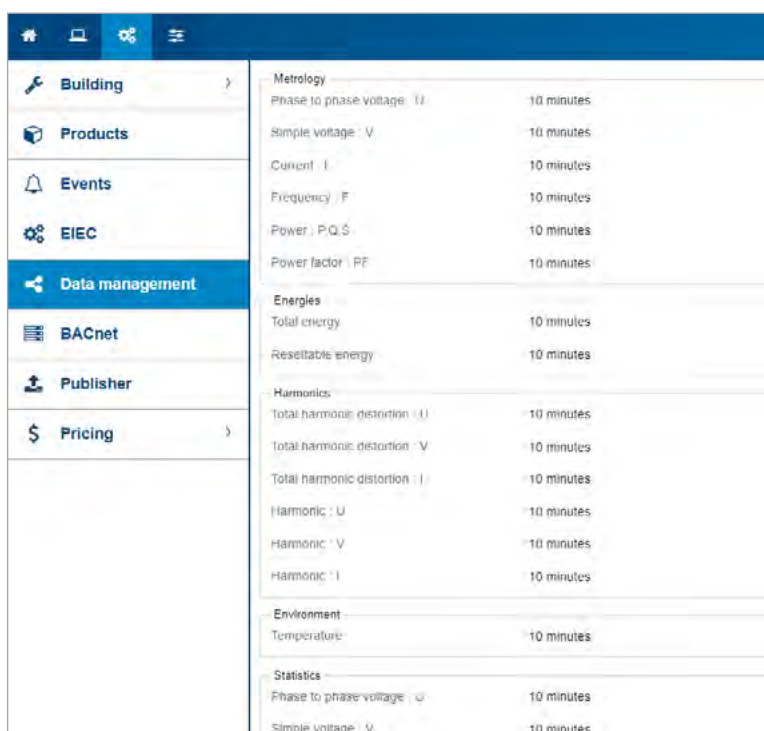 Building
Products
Events
EIEC
Data management
BACnet
Publisher
Pricing
Metrology
Phase to phase voltage : U 10 minutes
Simple voltage : V 10 minutes
Current : I 10 minutes
Frequency : F 10 minutes
Power : P,Q,S 10 minutes
Power factor : PF 10 minutes
Energies
Total energy 10 minutes
Resettable energy 10 minutes
Harmonics
Total harmonic distortion : U 10 minutes
Total harmonic distortion : V 10 minutes
Total harmonic distortion : I 10 minutes
Harmonic : U 10 minutes
Harmonic : V 10 minutes
Harmonic : I 10 minutes
Environment
Temperature 10 minutes
Statistics
Phase to phase voltage : U 10 minutes
Simple voltage : V 10 minutes